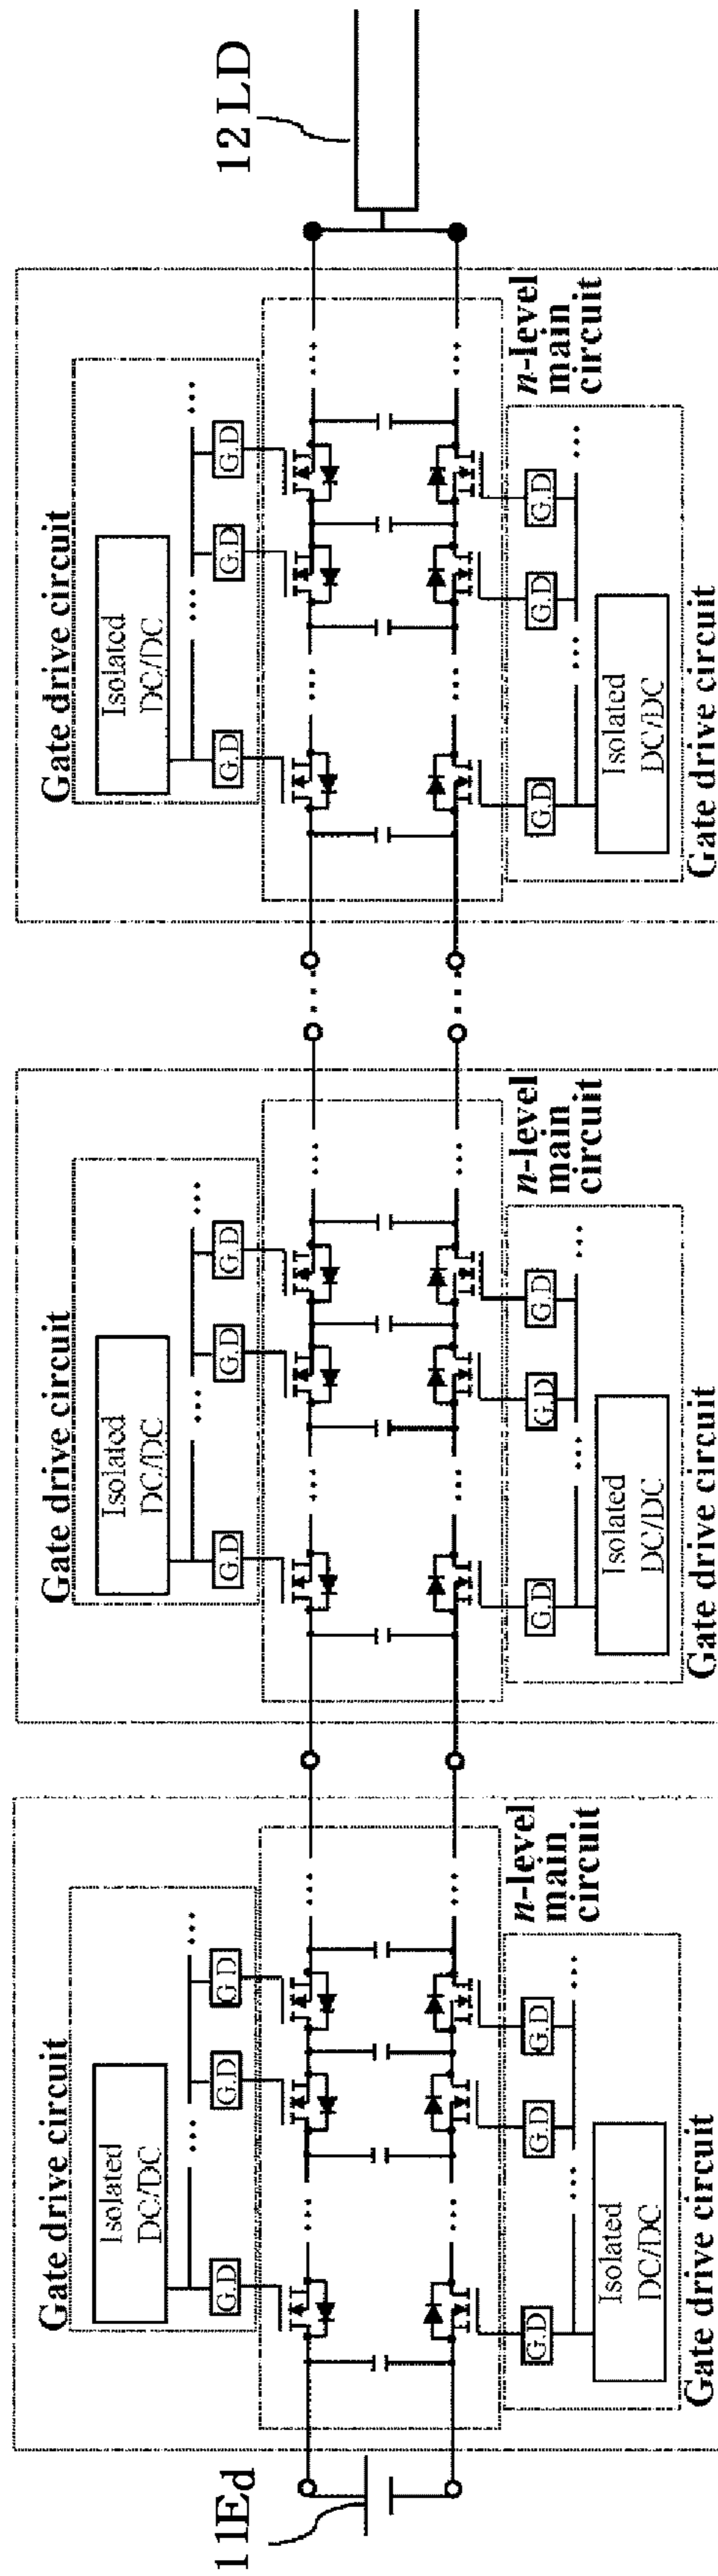 11Ed
Gate drive circuit
Isolated
DC/DC
...
...
G.D
G.D
G.D
...
...
n-level
main
circuit
...
...
G.D
G.D
G.D
...
...
Isolated
DC/DC
Gate drive circuit
Gate drive circuit
Isolated
DC/DC
...
...
G.D
G.D
G.D
...
...
n-level
main
circuit
...
...
G.D
G.D
G.D
...
...
Isolated
DC/DC
Gate drive circuit
...
...
Gate drive circuit
Isolated
DC/DC
...
...
G.D
G.D
G.D
...
...
n-level
main
circuit
...
...
G.D
G.D
G.D
...
...
Isolated
DC/DC
Gate drive circuit
12 LD